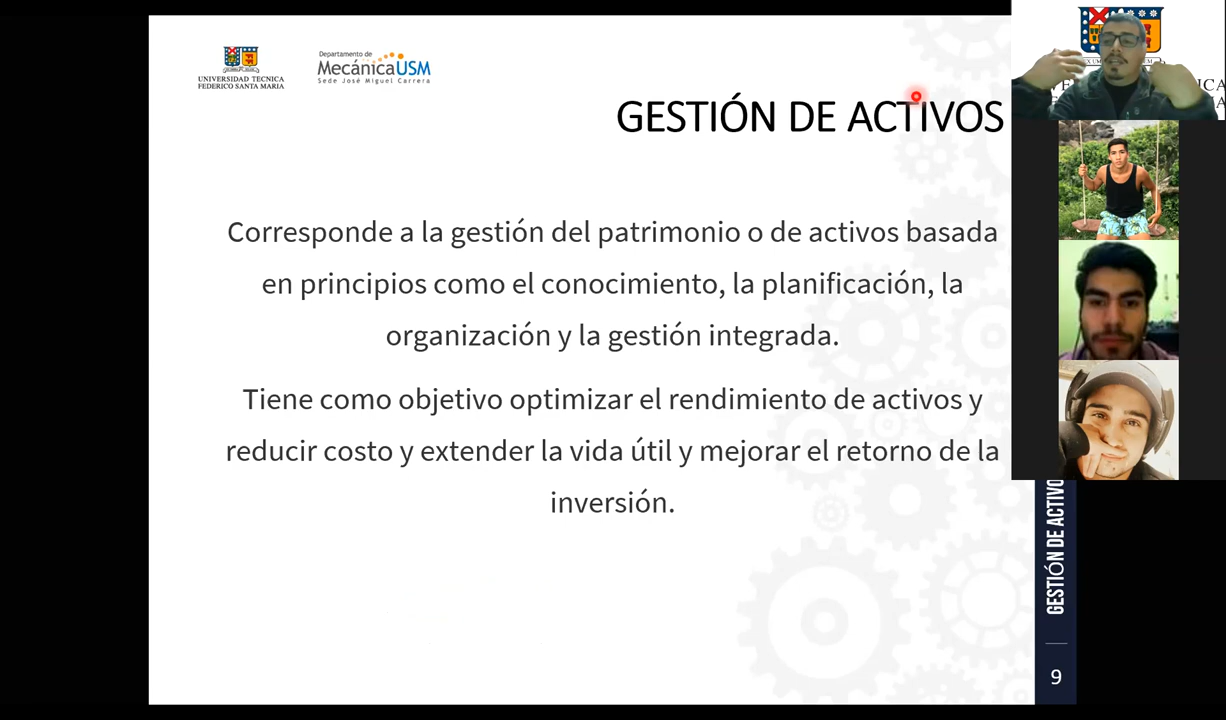 UNIVERSIDAD TECNICA
FEDERICO SANTA MARIA
Departamento de
MecánicaUSM
Sede José Miguel Carrera
GESTIÓN DE ACTIVOS
Corresponde a la gestión del patrimonio o de activos basada
en principios como el conocimiento, la planificación, la
organización y la gestión integrada.
Tiene como objetivo optimizar el rendimiento de activos y
reducir costo y extender la vida útil y mejorar el retorno de la
inversión.
GESTIÓN DE ACTIVO
9